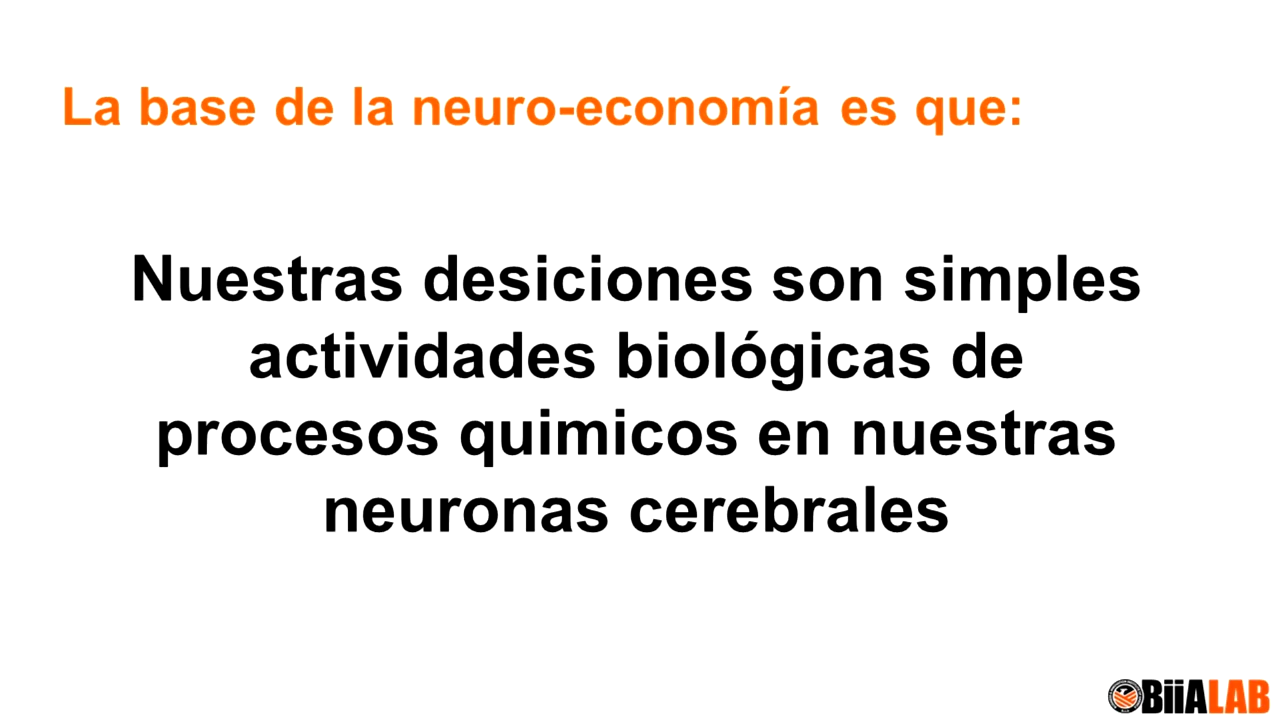 La base de la neuro-economía es que:
Nuestras desiciones son simples
actividades biológicas de
procesos quimicos en nuestras
neuronas cerebrales
BiiALAB